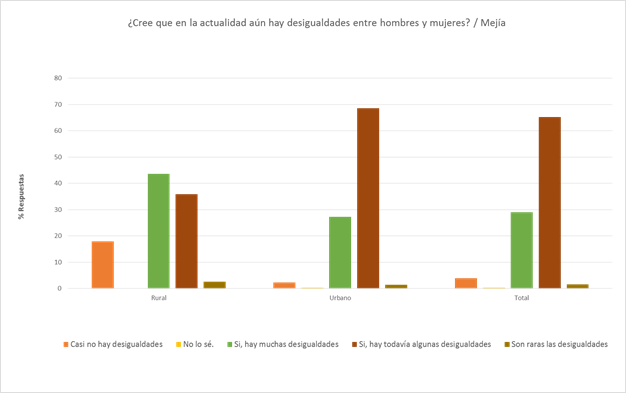 ¿Cree que en la actualidad aún hay desigualdades entre hombres y mujeres? / Mejía
80
70
60
50
40
30
20
10
0
% Respuestas
Rural
Urbano
Total
Casi no hay desigualdades
No lo sé.
Si, hay muchas desigualdades
Si, hay todavía algunas desigualdades
Son raras las desigualdades